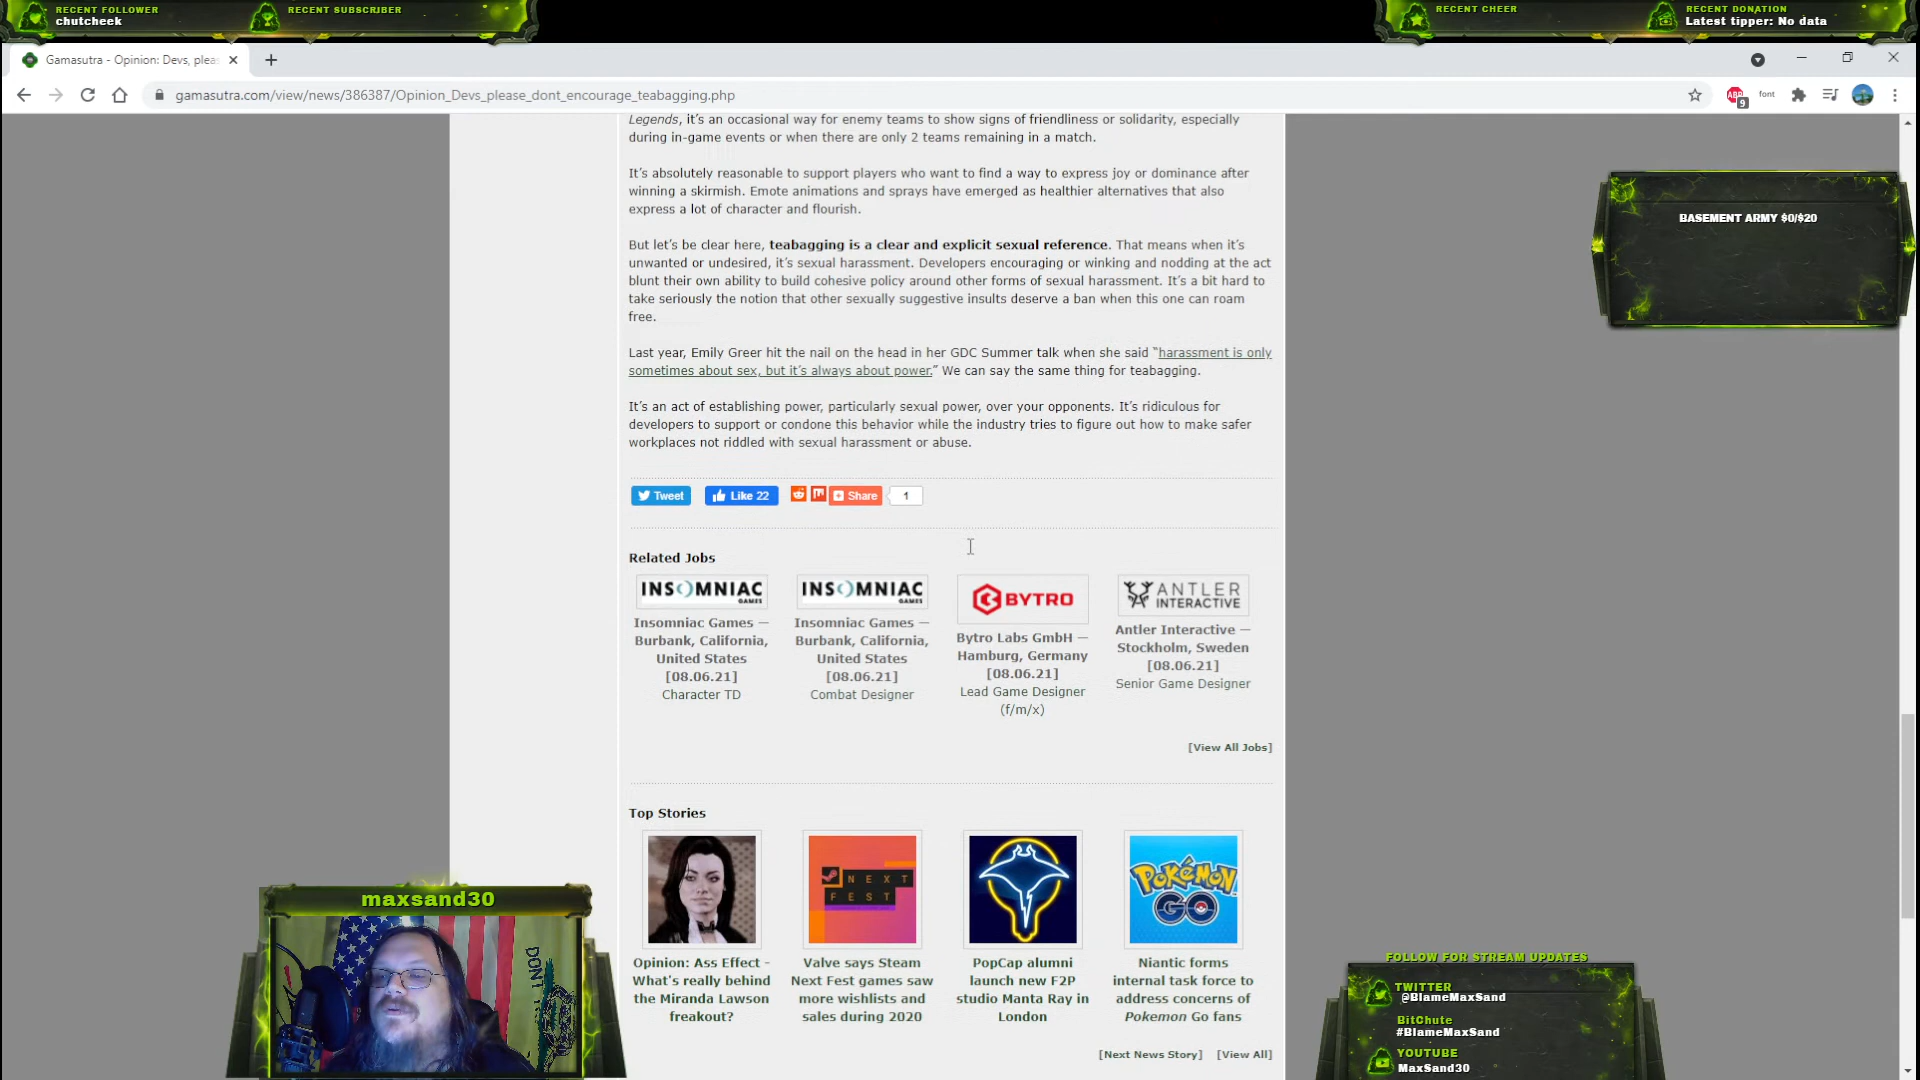 RECENT FOLLOWER
chutcheek
RECENT SUBSCRIBER
RECENT CHEER
RECENT DONATION
Latest tipper: No data
Gamasutra - Opinion: Devs, plea
gamasutra.com/view/news/386387/Opinion_Devs_please_dont_encourage_teabagging.php
ABP
9
font
Legends, it's an occasional way for enemy teams to show signs of friendliness or solidarity, especially
during in-game events or when there are only 2 teams remaining in a match.
It's absolutely reasonable to support players who want to find a way to express joy or dominance after
winning a skirmish. Emote animations and sprays have emerged as healthier alternatives that also
express a lot of character and flourish.
But let's be clear here, teabagging is a clear and explicit sexual reference. That means when it's
unwanted or undesired, it's sexual harassment. Developers encouraging or winking and nodding at the act
blunt their own ability to build cohesive policy around other forms of sexual harassment. It's a bit hard to
take seriously the notion that other sexually suggestive insults deserve a ban when this one can roam
free.
Last year, Emily Greer hit the nail on the head in her GDC Summer talk when she said “harassment is only
sometimes about sex, but it's always about power.” We can say the same thing for teabagging.
It's an act of establishing power, particularly sexual power, over your opponents. It's ridiculous for
developers to support or condone this behavior while the industry tries to figure out how to make safer
workplaces not riddled with sexual harassment or abuse.
Tweet
Like 22
Share
1
Related Jobs
INSOMNIAC
GAMES
Insomniac Games —
Burbank, California,
United States
[08.06.21]
Character TD
INSOMNIAC
GAMES
Insomniac Games —
Burbank, California,
United States
[08.06.21]
Combat Designer
BYTRO
Bytro Labs GmbH —
Hamburg, Germany
[08.06.21]
Lead Game Designer
(f/m/x)
ANTLER
INTERACTIVE
Antler Interactive —
Stockholm, Sweden
[08.06.21]
Senior Game Designer
[View All Jobs]
Top Stories
Opinion: Ass Effect -
What's really behind
the Miranda Lawson
freakout?
NEXT
FEST
Valve says Steam
Next Fest games saw
more wishlists and
sales during 2020
PopCap alumni
launch new F2P
studio Manta Ray in
London
POKÉMON
GO
Niantic forms
internal task force to
address concerns of
Pokemon Go fans
[Next News Story] [View All]
BASEMENT ARMY $0/$20
maxsand30
DON'T
FOLLOW FOR STREAM UPDATES
TWITTER
@BlameMaxSand
BitChute
#BlameMaxSand
YOUTUBE
MaxSand30